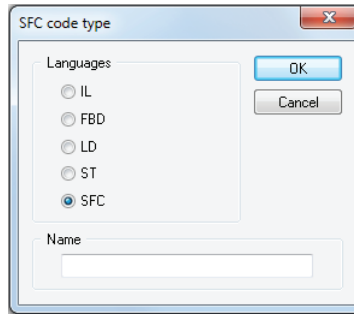 SFC code type
Languages
IL
FBD
LD
ST
SFC
OK
Cancel
Name